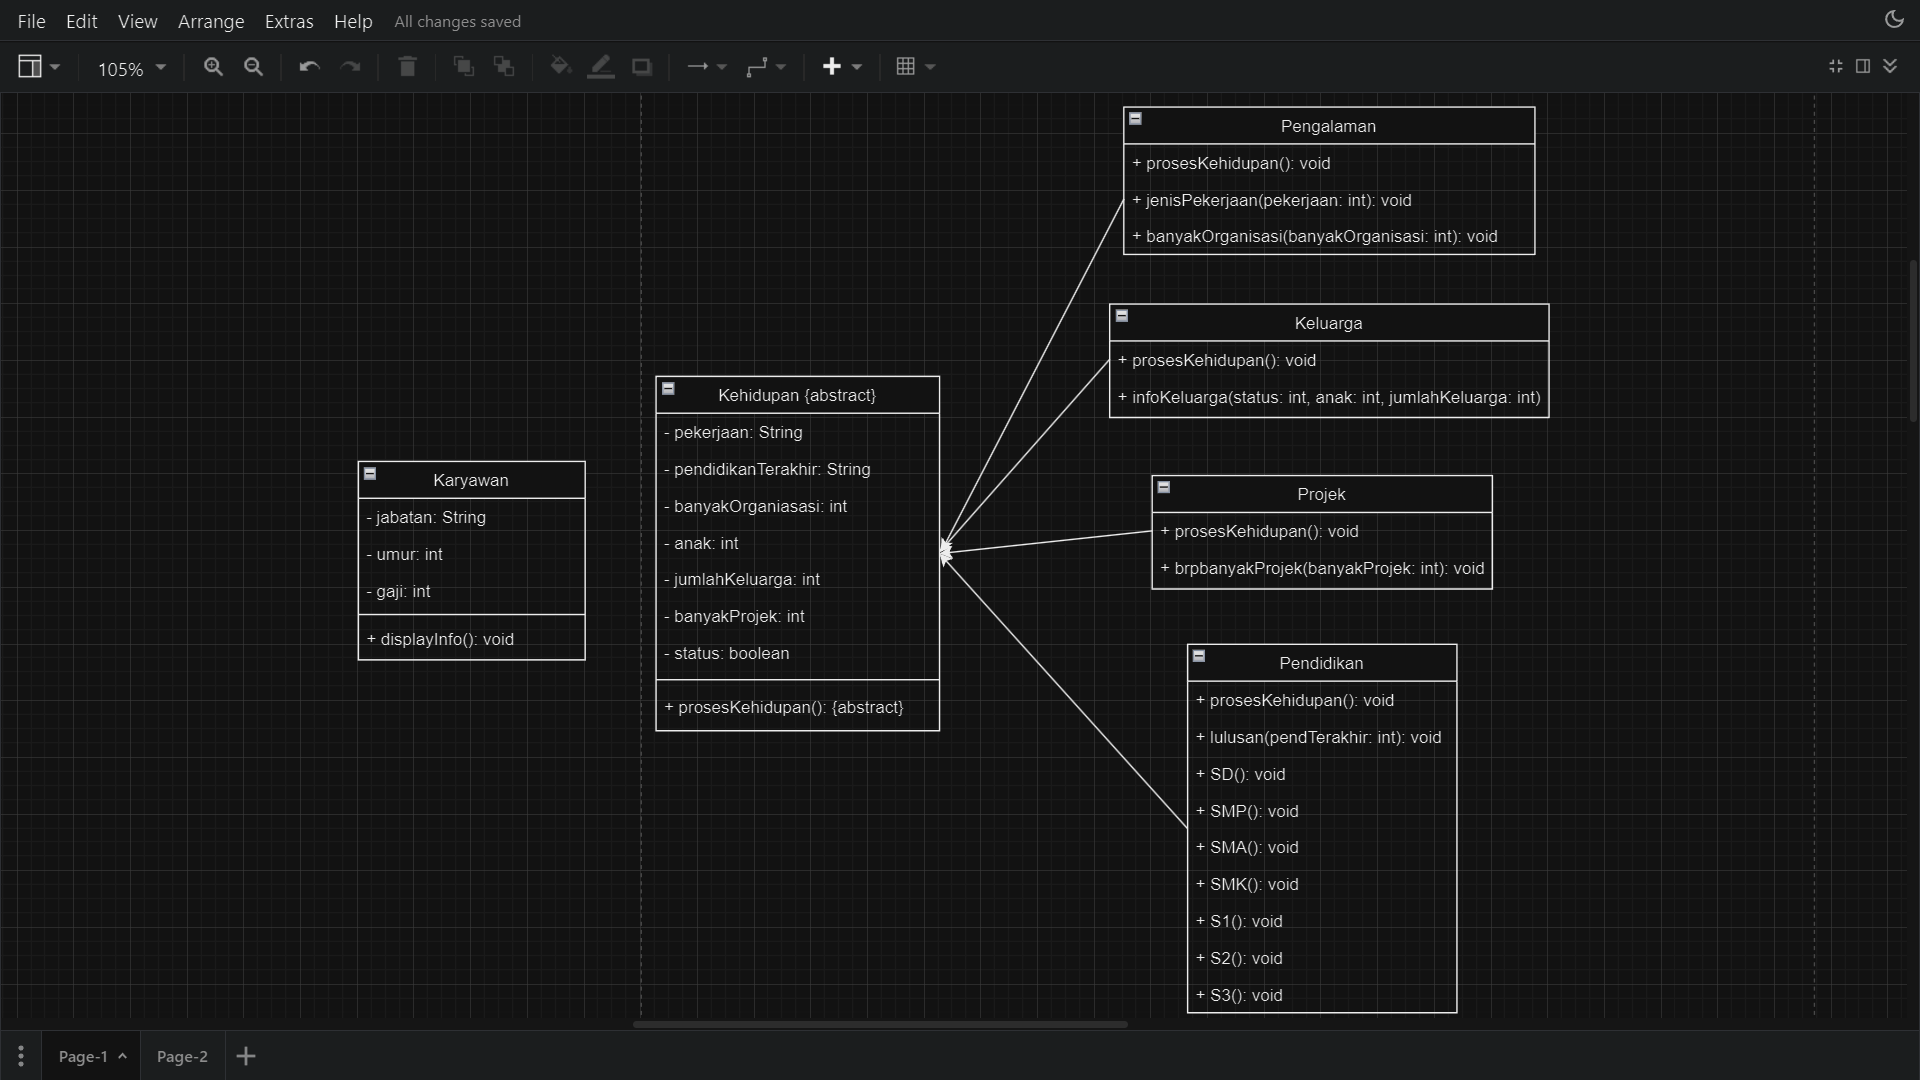 File Edit View Arrange Extras Help All changes saved
105%
Pengalaman
+ prosesKehidupan(): void
+ jenisPekerjaan(pekerjaan: int): void
+ banyakOrganisasi(banyakOrganisasi: int): void
Keluarga
+ prosesKehidupan(): void
+ infoKeluarga(status: int, anak: int, jumlahKeluarga: int)
Kehidupan {abstract}
- pekerjaan: String
- pendidikanTerakhir: String
- banyakOrganiasasi: int
- anak: int
- jumlahKeluarga: int
- banyakProjek: int
- status: boolean
+ prosesKehidupan(): {abstract}
Karyawan
- jabatan: String
- umur: int
- gaji: int
+ displayInfo(): void
Projek
+ prosesKehidupan(): void
+ brpbanyakProjek(banyakProjek: int): void
Pendidikan
+ prosesKehidupan(): void
+ lulusan(pendTerakhir: int): void
+ SD(): void
+ SMP(): void
+ SMA(): void
+ SMK(): void
+ S1(): void
+ S2(): void
+ S3(): void
Page-1 Page-2